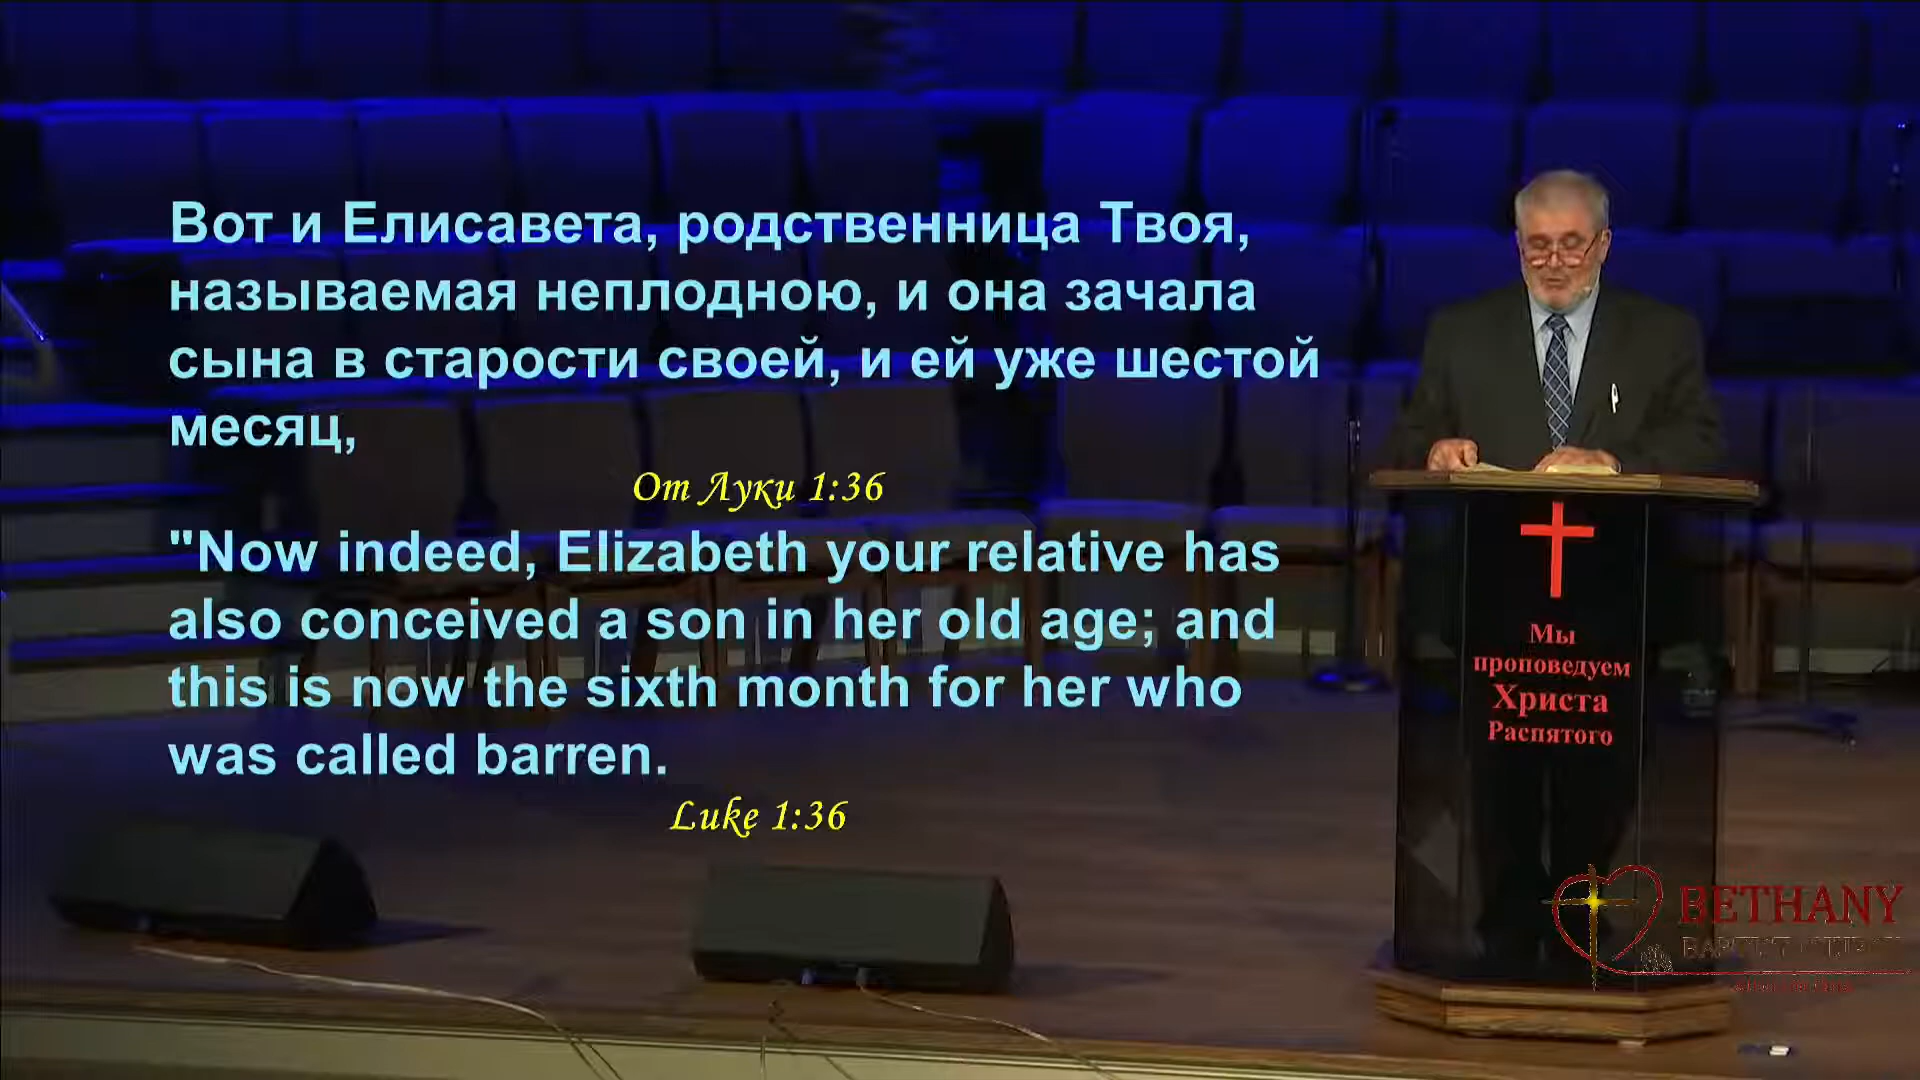 Вот и Елисавета, родственница Твоя,
называемая неплодною, и она зачала
сына в старости своей, и ей уже шестой
месяц,
От Луки 1:36
"Now indeed, Elizabeth your relative has
also conceived a son in her old age; and
this is now the sixth month for her who
was called barren.
Luke 1:36
Мы
проповедуем
Христа
Распятого
BETHANY
BAPTIST CHURCH